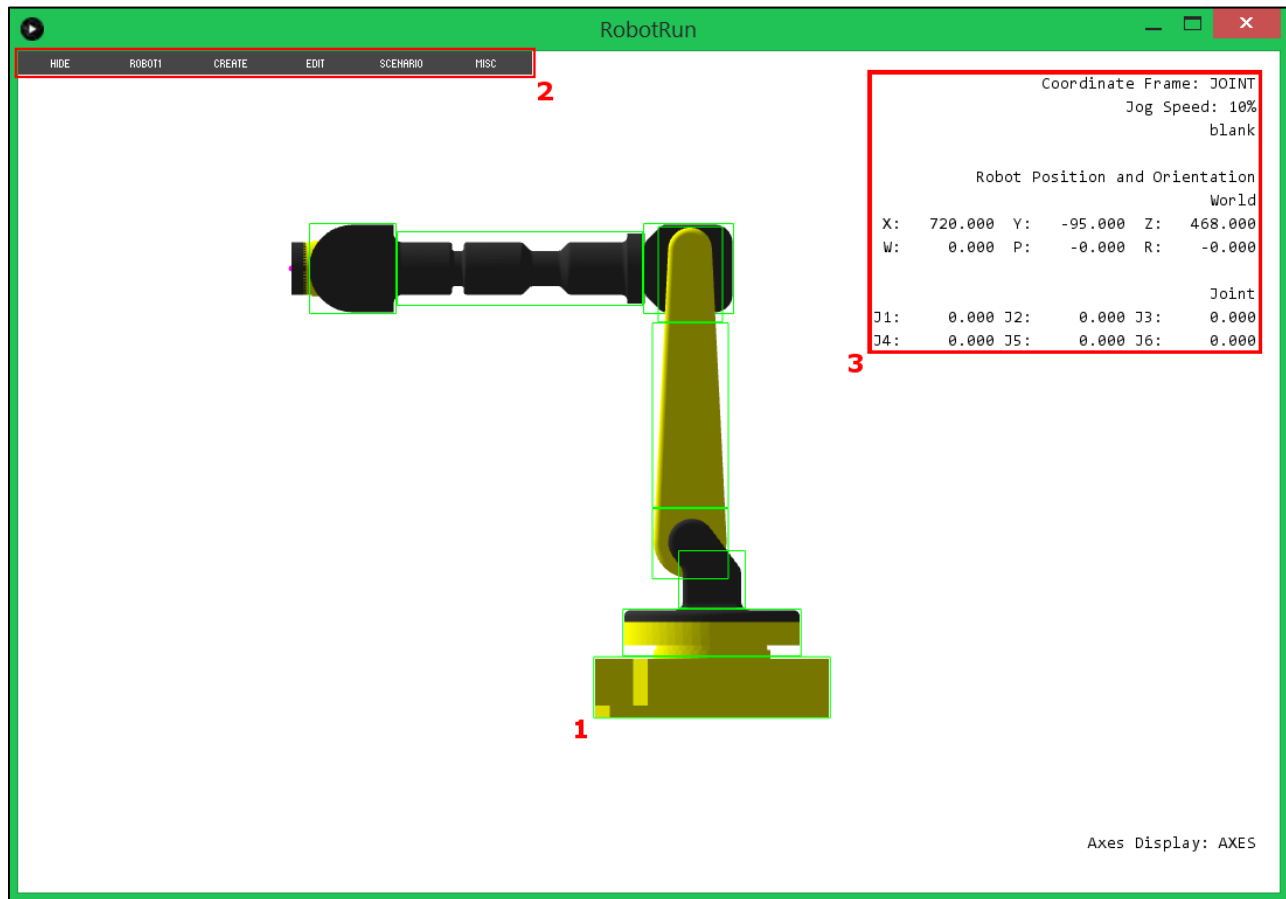 RobotRun
HIDE ROBOT1 CREATE EDIT SCENARIO MISC
2
Coordinate Frame: JOINT
Jog Speed: 10%
blank
Robot Position and Orientation
World
X: 720.000 Y: -95.000 Z: 468.000
W: 0.000 P: -0.000 R: -0.000
Joint
J1: 0.000 J2: 0.000 J3: 0.000
J4: 0.000 J5: 0.000 J6: 0.000
3
1
Axes Display: AXES